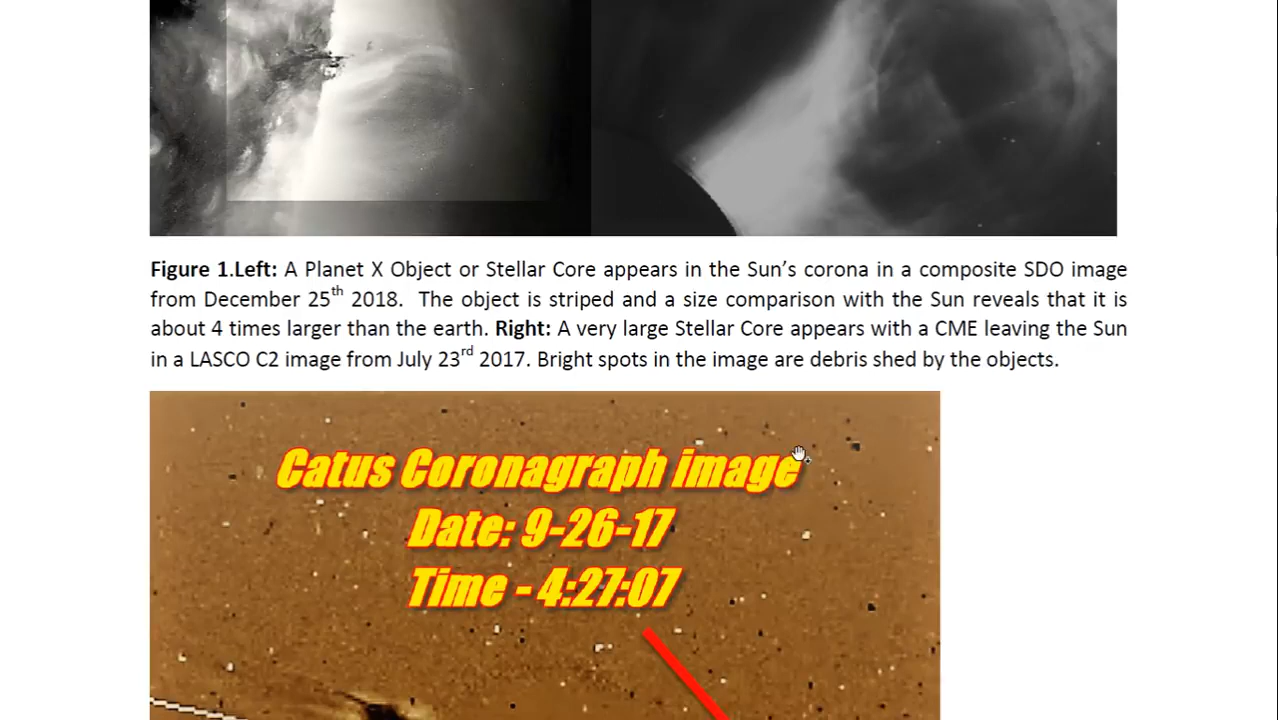 Figure 1.Left: A Planet X Object or Stellar Core appears in the Sun’s corona in a composite SDO image
from December 25th 2018. The object is striped and a size comparison with the Sun reveals that it is
about 4 times larger than the earth. Right: A very large Stellar Core appears with a CME leaving the Sun
in a LASCO C2 image from July 23rd 2017. Bright spots in the image are debris shed by the objects.
Catus Coronagraph image
Date: 9-26-17
Time - 4:27:07